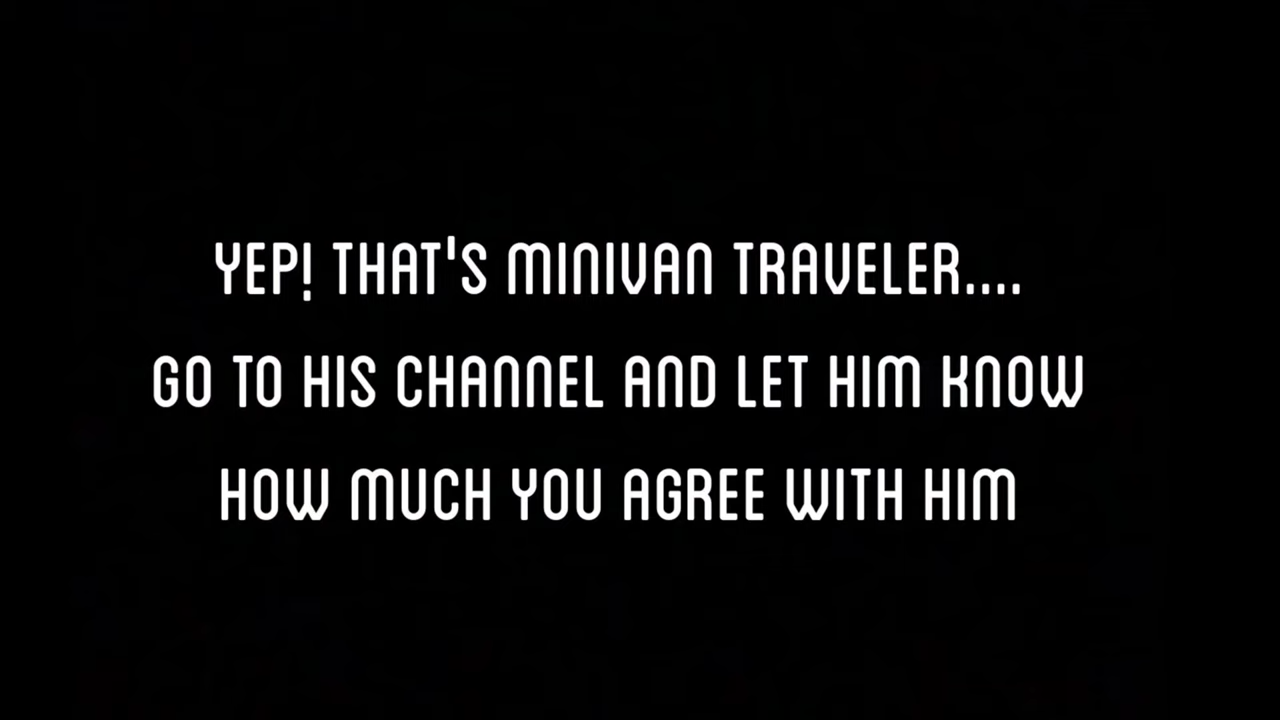 YEP! THAT'S MINIVAN TRAVELER....
GO TO HIS CHANNEL AND LET HIM KNOW
HOW MUCH YOU AGREE WITH HIM